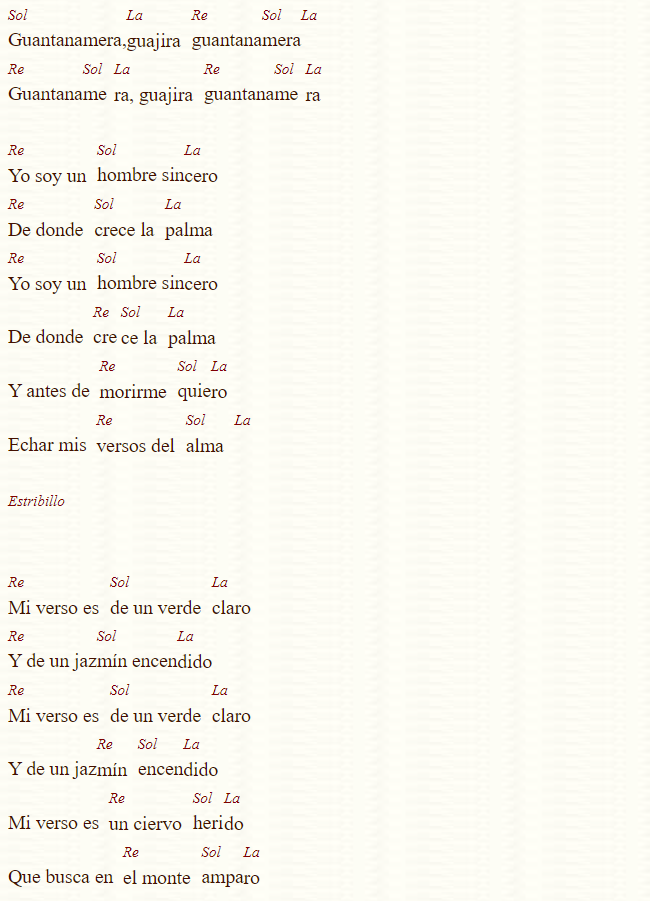 Sol La Re Sol La
Guantanamera,guajira guantanamera
Re Sol La Re Sol La
Guantaname ra, guajira guantaname ra
Re Sol La
Yo soy un hombre sincero
Re Sol La
De donde crece la palma
Re Sol La
Yo soy un hombre sincero
Re Sol La
De donde cre ce la palma
Re Sol La
Y antes de morirme quiero
Re Sol La
Echar mis versos del alma
Estribillo
Re Sol La
Mi verso es de un verde claro
Re Sol La
Y de un jazmín encendido
Re Sol La
Mi verso es de un verde claro
Re Sol La
Y de un jazmín encendido
Re Sol La
Mi verso es un ciervo herido
Re Sol La
Que busca en el monte amparo